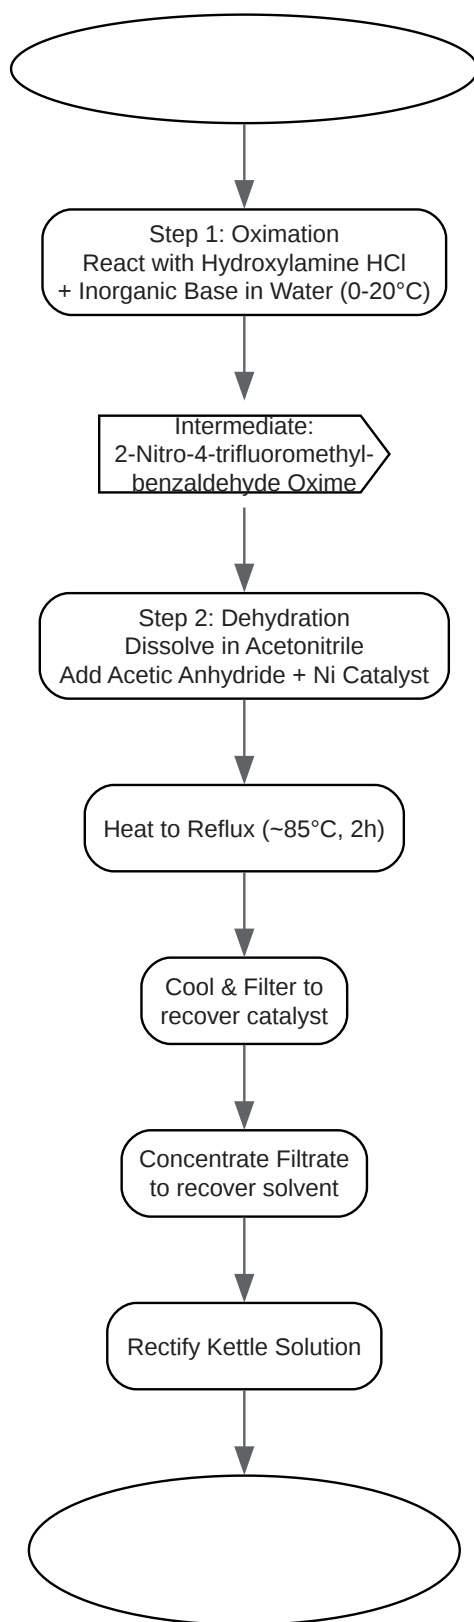 Step 1: Oximation
React with Hydroxylamine HCl
+ Inorganic Base in Water (0-20°C)
Intermediate:
2-Nitro-4-trifluoromethyl-
benzaldehyde Oxime
Step 2: Dehydration
Dissolve in Acetonitrile
Add Acetic Anhydride + Ni Catalyst
Heat to Reflux (~85°C, 2h)
Cool & Filter to
recover catalyst
Concentrate Filtrate
to recover solvent
Rectify Kettle Solution